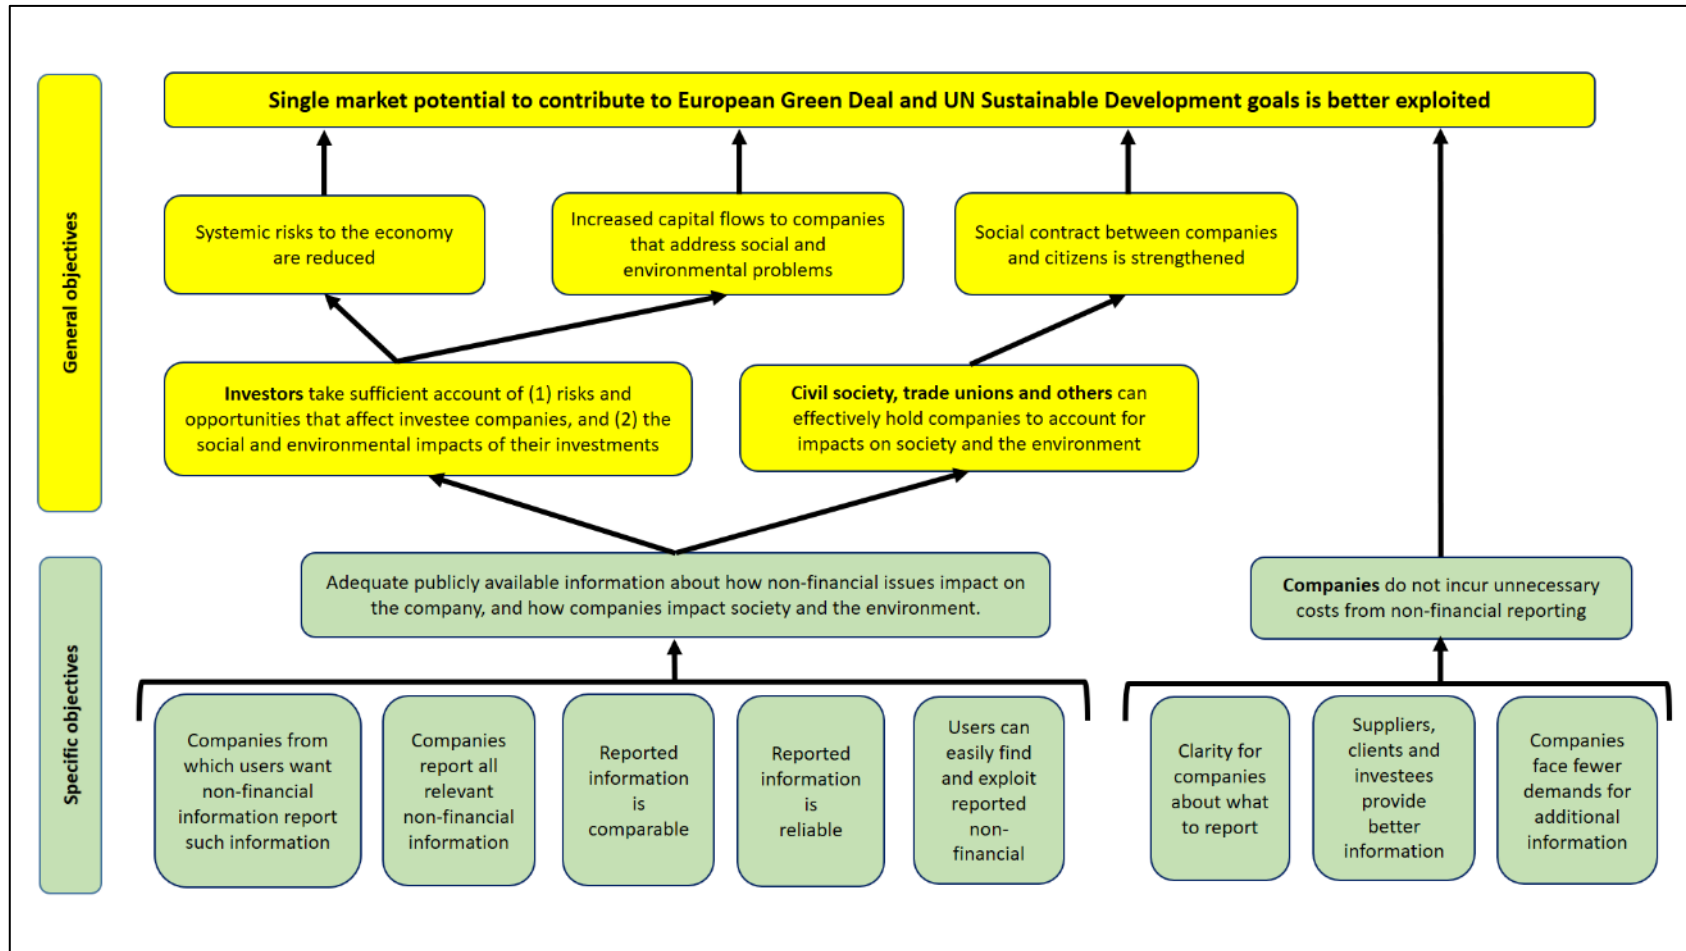 General objectives
Single market potential to contribute to European Green Deal and UN Sustainable Development goals is better exploited
Systemic risks to the economy
are reduced
Increased capital flows to companies
that address social and
environmental problems
Social contract between companies
and citizens is strengthened
Investors take sufficient account of (1) risks and
opportunities that affect investee companies, and (2) the
social and environmental impacts of their investments
Civil society, trade unions and others can
effectively hold companies to account for
impacts on society and the environment
Specific objectives
Adequate publicly available information about how non-financial issues impact on
the company, and how companies impact society and the environment.
Companies do not incur unnecessary
costs from non-financial reporting
Companies from
which users want
non-financial
information report
such information
Companies
report all
relevant
non-financial
information
Reported
information
is
comparable
Reported
information
is
reliable
Users can
easily find
and exploit
reported
non-
financial
Clarity for
companies
about what
to report
Suppliers,
clients and
investees
provide
better
information
Companies
face fewer
demands for
additional
information